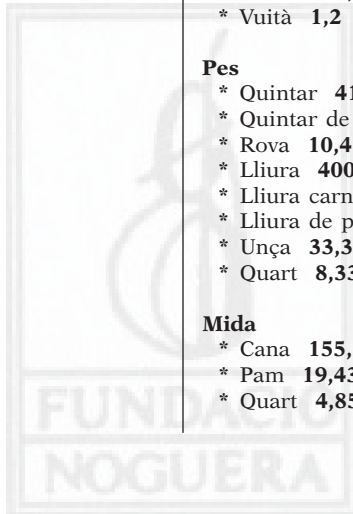 * Vuità 1,2
Pes
* Quintar 41
* Quintar de
* Rova 10,4
* Lliura 400
* Lliura carn
* Lliura de p
* Unça 33,3
* Quart 8,33
Mida
* Cana 155,
* Pam 19,43
* Quart 4,85
FUNDACIÓ
NOGUERA